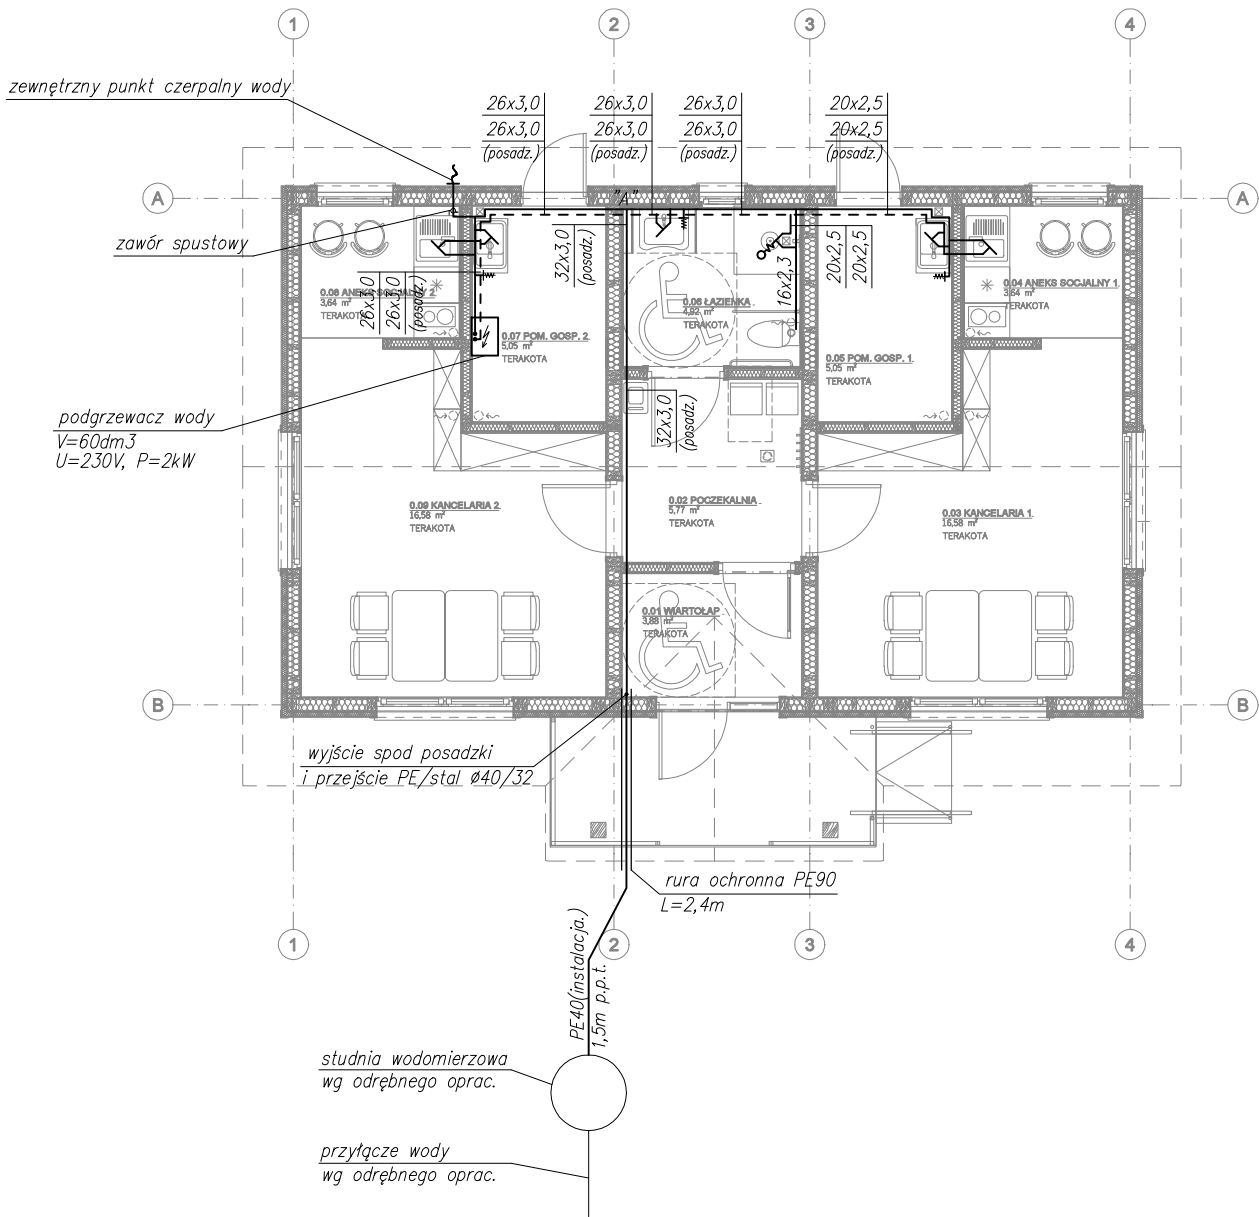 1
2
3
4
zewnętrzny punkt czerpalny wody
26x3,0
26x3,0
(posadz.)
26x3,0
26x3,0
(posadz.)
26x3,0
26x3,0
(posadz.)
20x2,5
20x2,5
(posadz.)
A
"A"
A
zawór spustowy
32x3,0
(posadz.)
16x2,3
20x2,5
20x2,5
26x3,0
26x3,0
(posadz.)
0.08 ANEKS SOCJALNY 2
3,64 m²
TERAKOTA
0.06 ŁAZIENKA
4,92 m²
TERAKOTA
0.04 ANEKS SOCJALNY 1
3,64 m²
TERAKOTA
0.07 POM. GOSP. 2
5,05 m²
TERAKOTA
0.05 POM. GOSP. 1
5,05 m²
TERAKOTA
podgrzewacz wody
V=60dm3
U=230V, P=2kW
32x3,0
(posadz.)
0.09 KANCELARIA 2
16,58 m²
TERAKOTA
0.02 POCZEKALNIA
5,77 m²
TERAKOTA
0.03 KANCELARIA 1
16,58 m²
TERAKOTA
0.01 WIARTOŁAP
3,88 m²
TERAKOTA
B
B
wyjście spod posadzki
i przejście PE/stal ø40/32
rura ochronna PE90
L=2,4m
1
2
3
4
PE40(instalacja.)
1,5m p.p.t.
studnia wodomierzowa
wg odrębnego oprac.
przyłącze wody
wg odrębnego oprac.